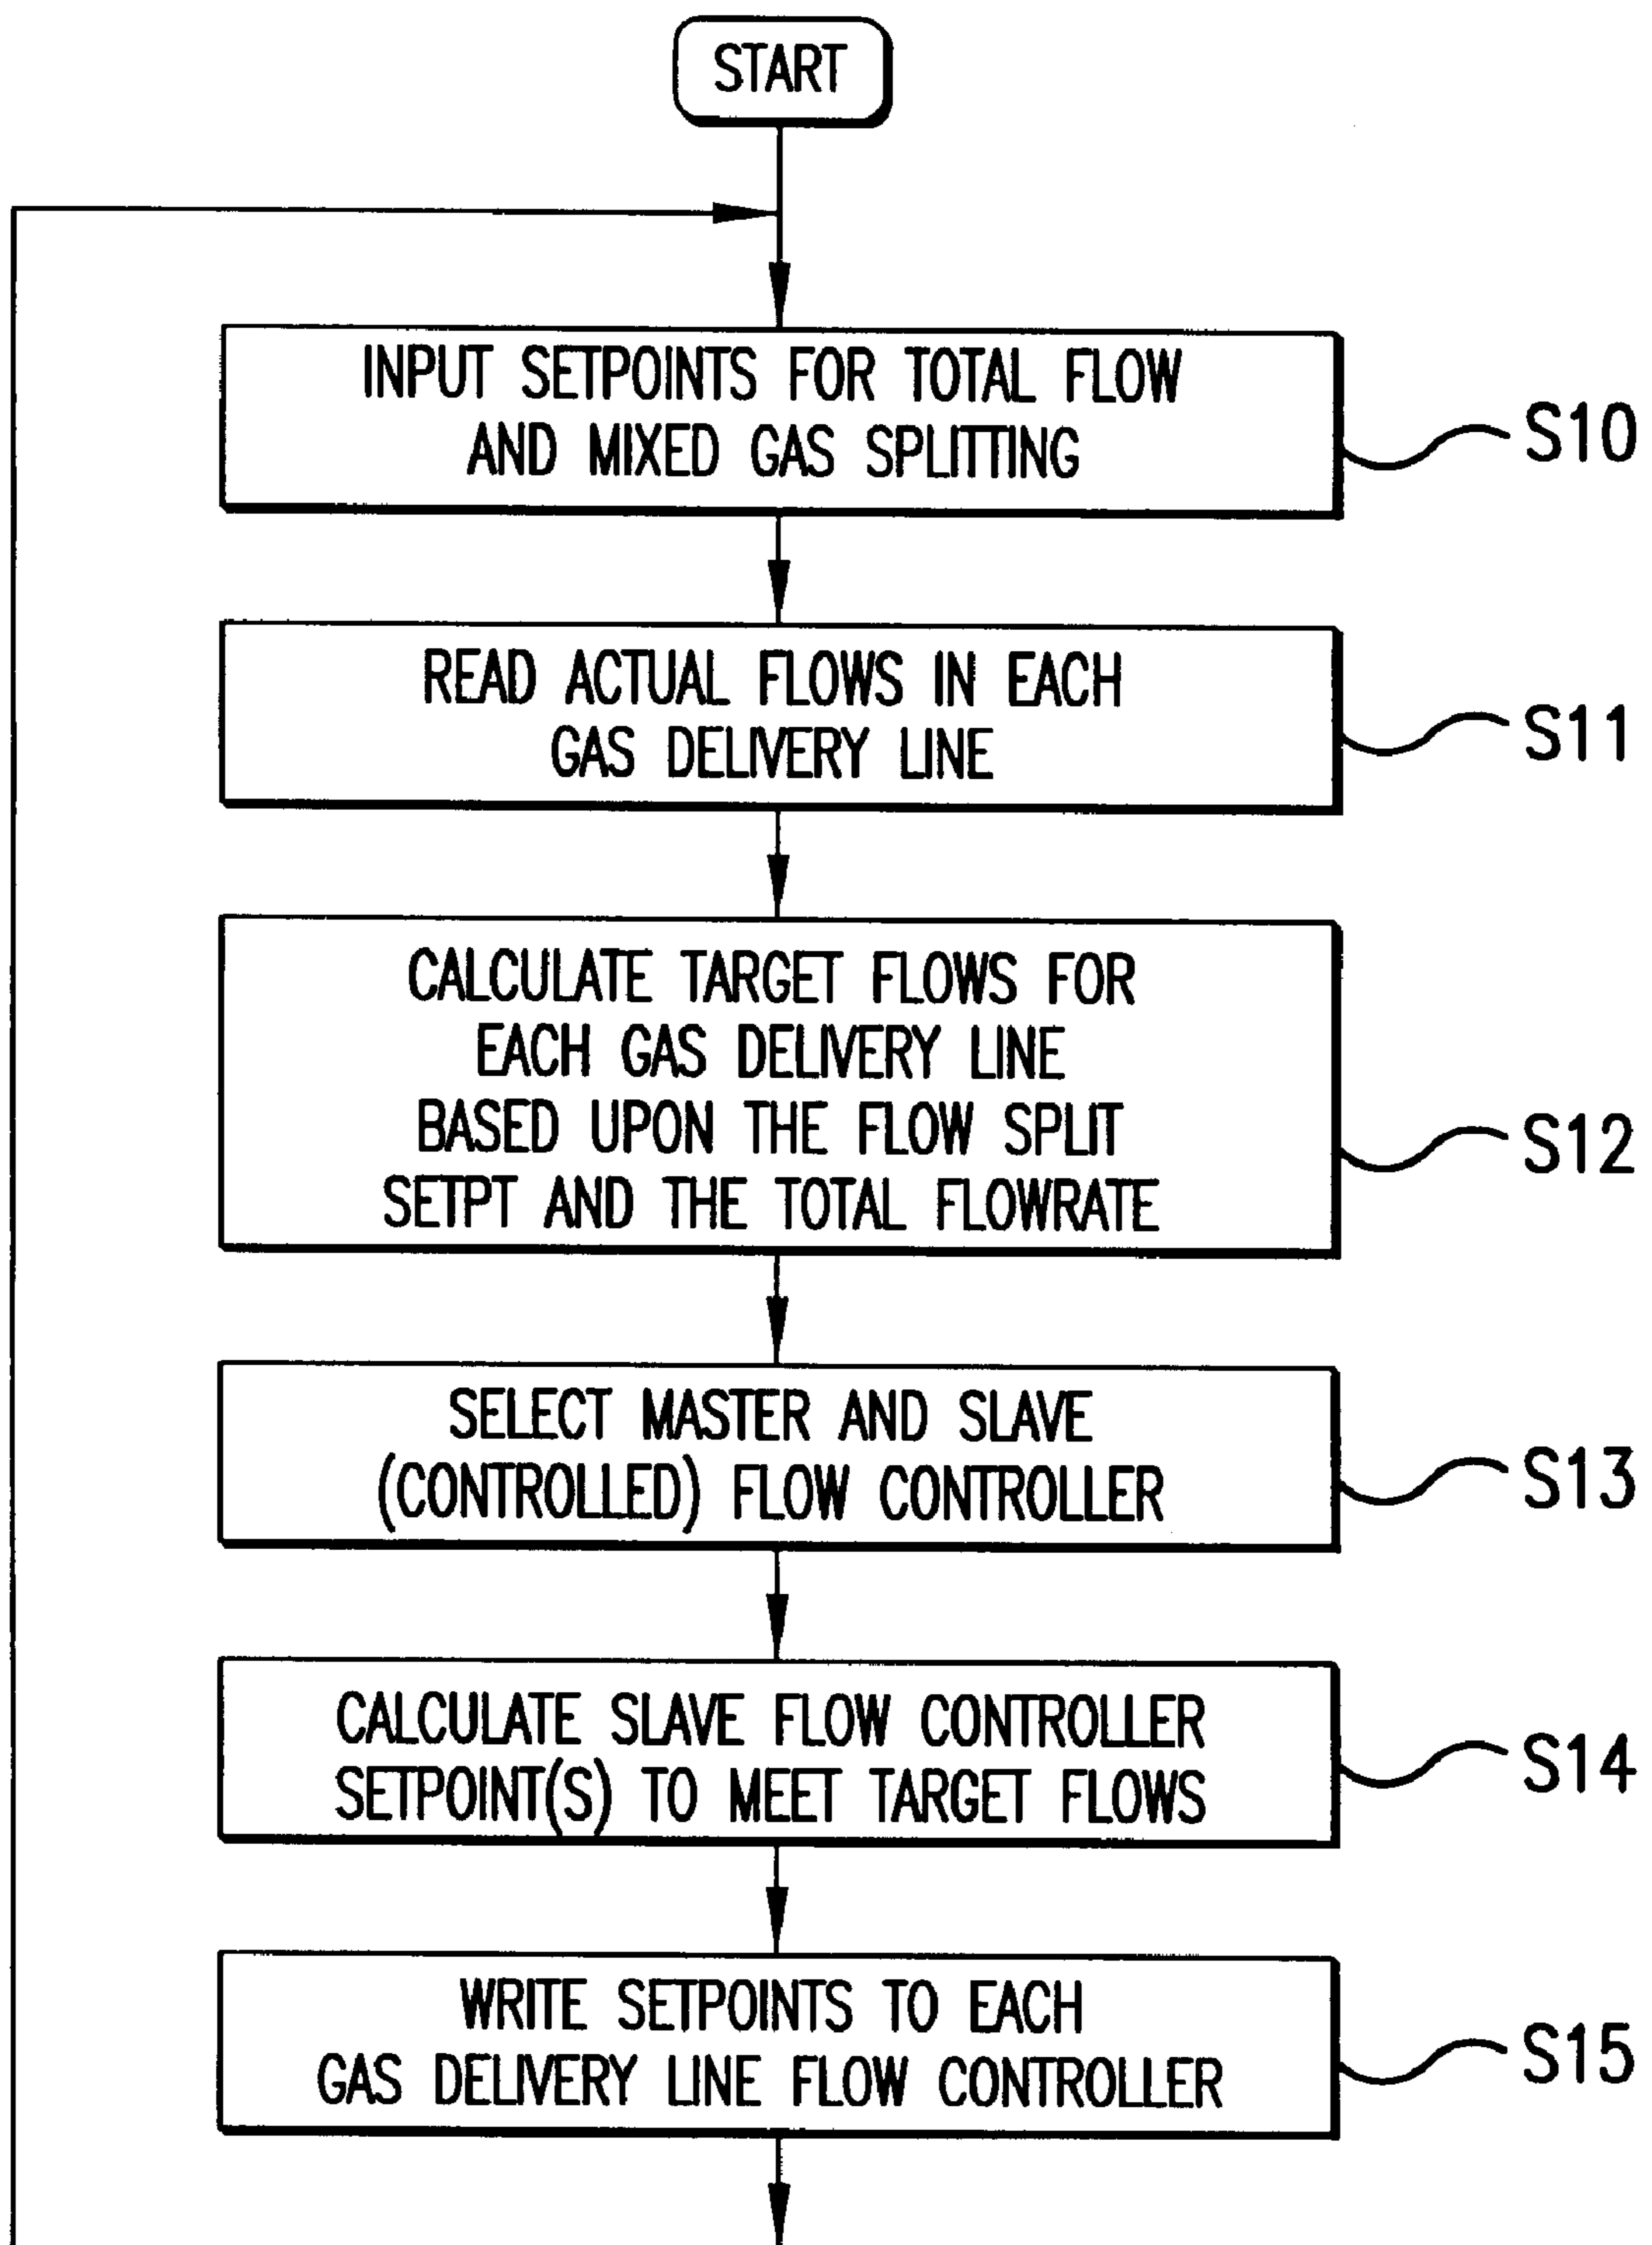 START
INPUT SETPOINTS FOR TOTAL FLOW
AND MIXED GAS SPLITTING
S10
READ ACTUAL FLOWS IN EACH
GAS DELIVERY LINE
S11
CALCULATE TARGET FLOWS FOR
EACH GAS DELIVERY LINE
BASED UPON THE FLOW SPLIT
SETPT AND THE TOTAL FLOWRATE
S12
SELECT MASTER AND SLAVE
(CONTROLLED) FLOW CONTROLLER
S13
CALCULATE SLAVE FLOW CONTROLLER
SETPOINT(S) TO MEET TARGET FLOWS
S14
WRITE SETPOINTS TO EACH
GAS DELIVERY LINE FLOW CONTROLLER
S15